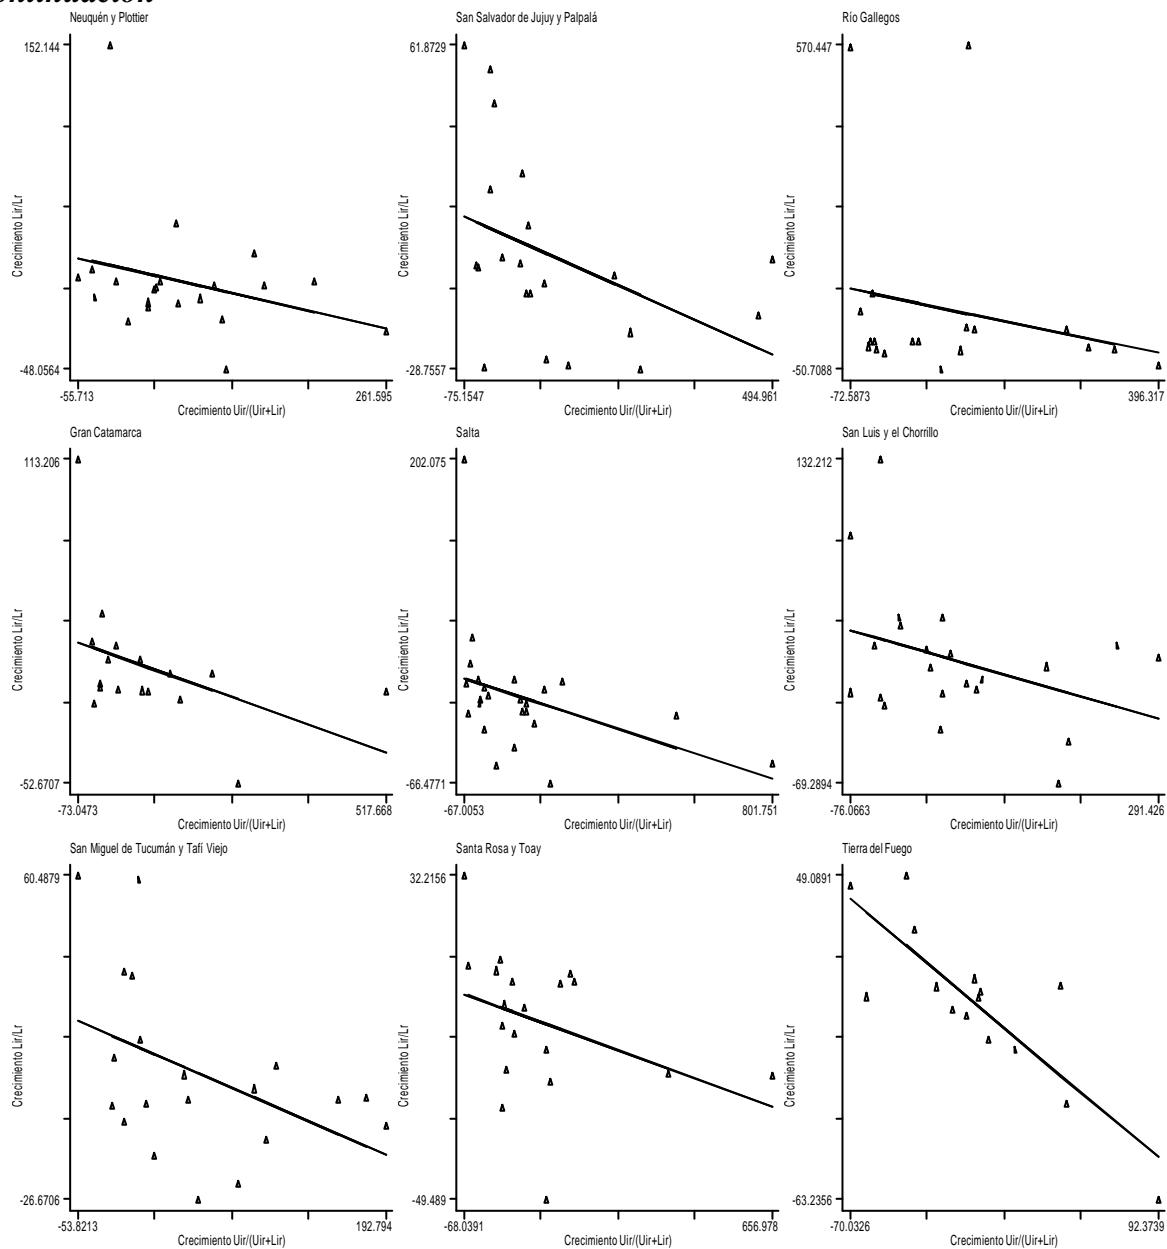 Neuquén y Plottier
152.144
Crecimiento Lir/Lr
-48.0564
-55.713
261.595
Crecimiento Uir/(Uir+Lir)
San Salvador de Jujuy y Palpalá
61.8729
Crecimiento Lir/Lr
-28.7557
-75.1547
494.961
Crecimiento Uir/(Uir+Lir)
Río Gallegos
570.447
Crecimiento Lir/Lr
-50.7088
-72.5873
396.317
Crecimiento Uir/(Uir+Lir)
Gran Catamarca
113.206
Crecimiento Lir/Lr
-52.6707
-73.0473
517.668
Crecimiento Uir/(Uir+Lir)
Salta
202.075
Crecimiento Lir/Lr
-66.4771
-67.0053
801.751
Crecimiento Uir/(Uir+Lir)
San Luis y el Chorrillo
132.212
Crecimiento Lir/Lr
-69.2894
-76.0663
291.426
Crecimiento Uir/(Uir+Lir)
San Miguel de Tucumán y Tafí Viejo
60.4879
Crecimiento Lir/Lr
-26.6706
-53.8213
192.794
Crecimiento Uir/(Uir+Lir)
Santa Rosa y Toay
32.2156
Crecimiento Lir/Lr
-49.489
-68.0391
656.978
Crecimiento Uir/(Uir+Lir)
Tierra del Fuego
49.0891
Crecimiento Lir/Lr
-63.2356
-70.0326
92.3739
Crecimiento Uir/(Uir+Lir)